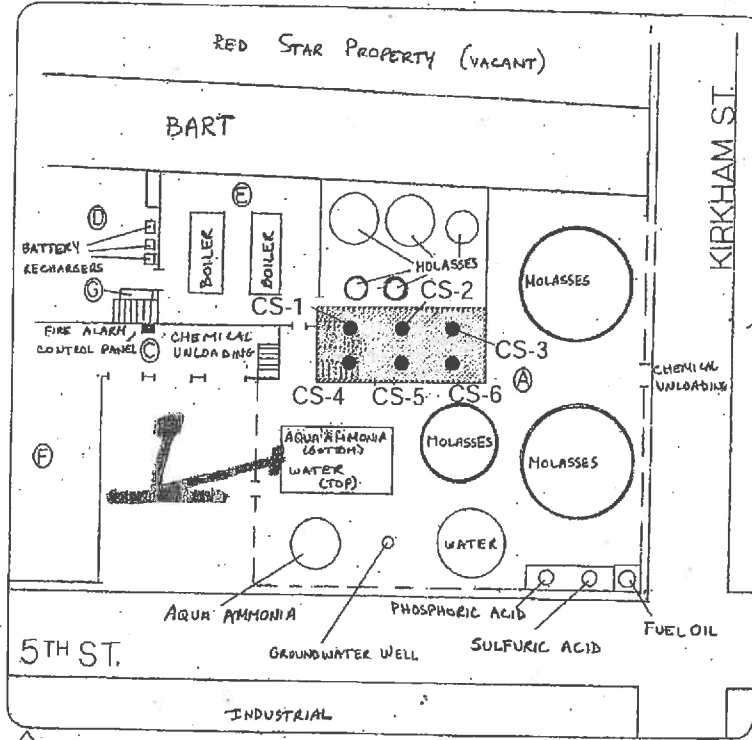 RED STAR PROPERTY (VACANT)
BART
KIRKHAM ST.
E
D
BATTERY
RECHARGERS
BOILER
BOILER
MOLASSES
MOLASSES
G
CS-1
CS-2
FIRE ALARM
CONTROL PANEL
C
CHEMICAL
UNLOADING
CS-3
CS-4
CS-5
CS-6
A
CHEMICAL
UNLOADING
F
AQUA AMMONIA
(BOTTOM)
WATER
(TOP)
MOLASSES
MOLASSES
WATER
AQUA AMMONIA
PHOSPHORIC ACID
GROUNDWATER WELL
SULFURIC ACID
FUEL OIL
5TH ST.
INDUSTRIAL